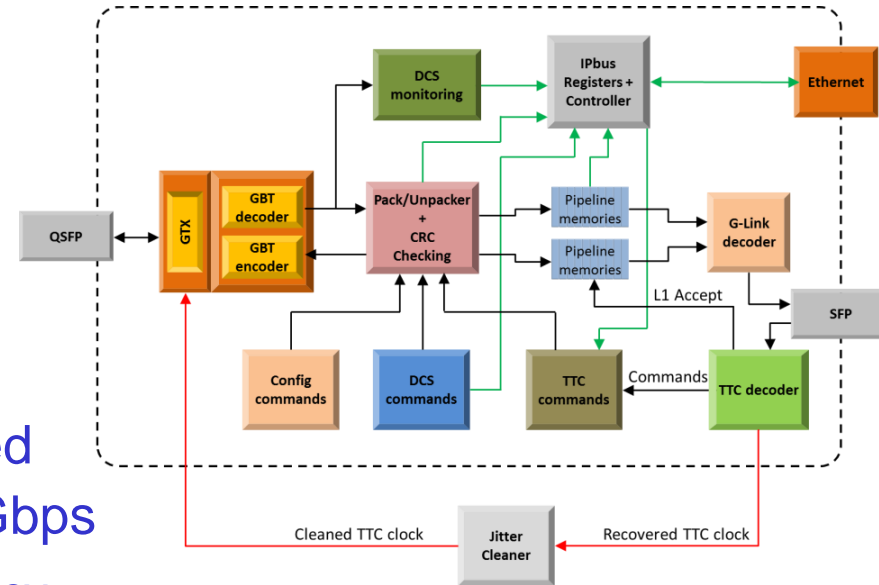 DCS
monitoring
IPbus
Registers +
Controller
Ethernet
QSFP
GTX
GBT
decoder
GBT
encoder
Pack/Unpacker
+
CRC
Checking
Pipeline
memories
Pipeline
memories
G-Link
decoder
L1 Accept
SFP
Config
commands
DCS
commands
TTC
commands
Commands
TTC decoder
ed
Gbps
Cleaned TTC clock
Jitter
Cleaner
Recovered TTC clock